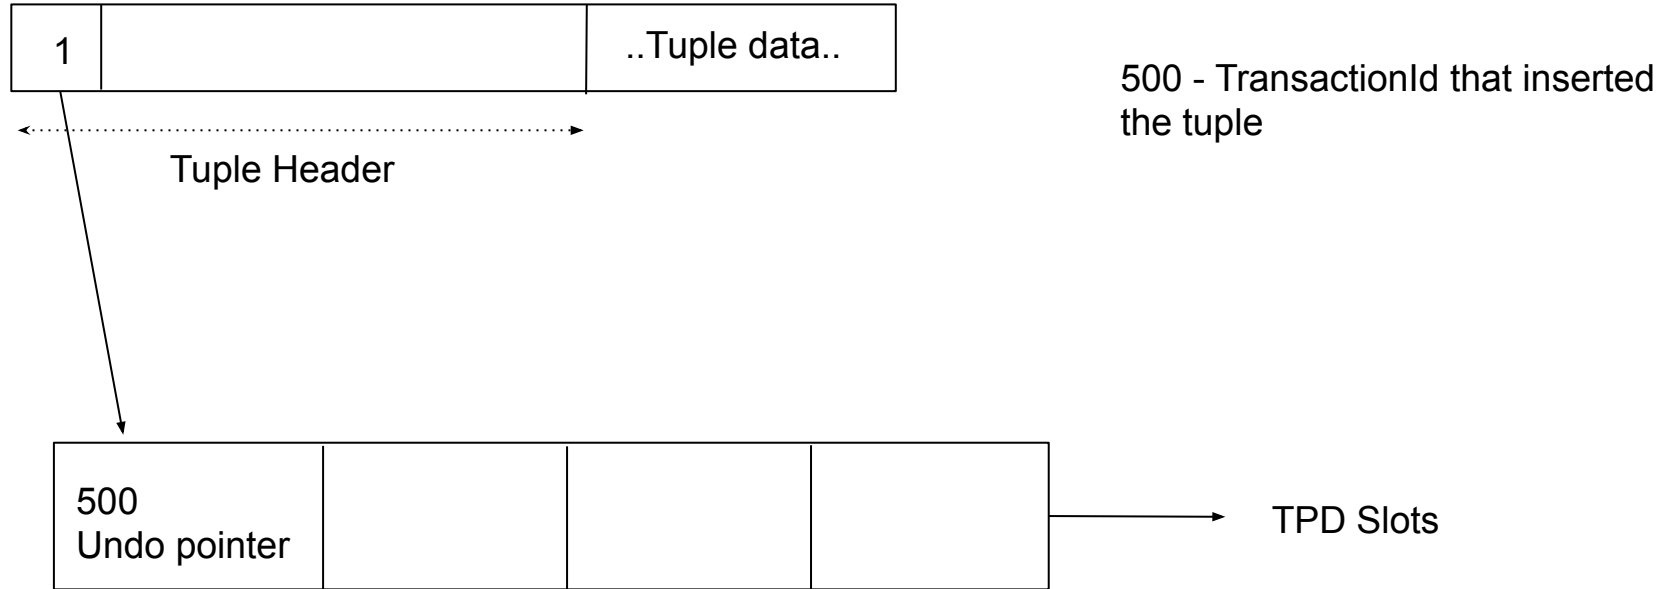 1
..Tuple data..
500 - TransactionId that inserted
the tuple
Tuple Header
500
Undo pointer
TPD Slots